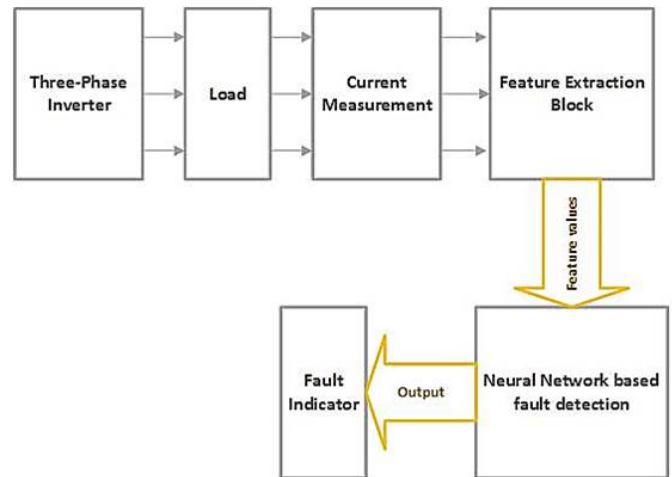 Three-Phase
Inverter
Load
Current
Measurement
Feature Extraction
Block
Feature values
Neural Network based
fault detection
Output
Fault
Indicator